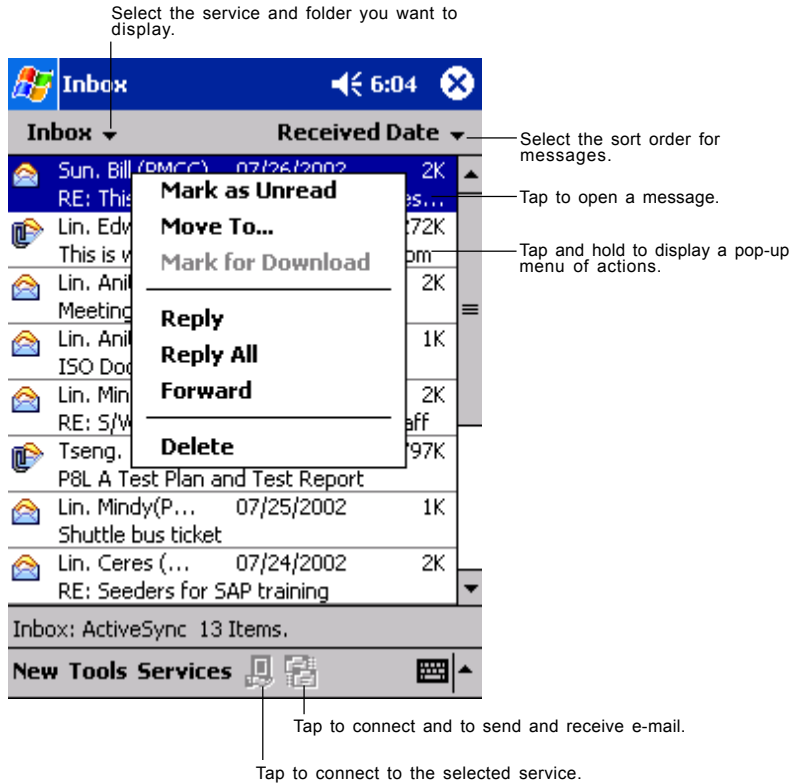 Select the service and folder you want to
display.
Inbox 6:04
Inbox Received Date
Select the sort order for
messages.
Sun. Bill (PMCC) 07/26/2002 2K
RE: This es...
Tap to open a message.
Lin. Edw 72K
This is w om
Tap and hold to display a pop-up
menu of actions.
Lin. Anit 2K
Meeting
Lin. Anit 1K
ISO Doc
Lin. Min 2K
RE: S/W aff
Tseng. 97K
P8L A Test Plan and Test Report
Lin. Mindy(P... 07/25/2002 1K
Shuttle bus ticket
Lin. Ceres (... 07/24/2002 2K
RE: Seeders for SAP training
Mark as Unread
Move To...
Mark for Download
Reply
Reply All
Forward
Delete
Inbox: ActiveSync 13 Items.
New Tools Services
Tap to connect and to send and receive e-mail.
Tap to connect to the selected service.